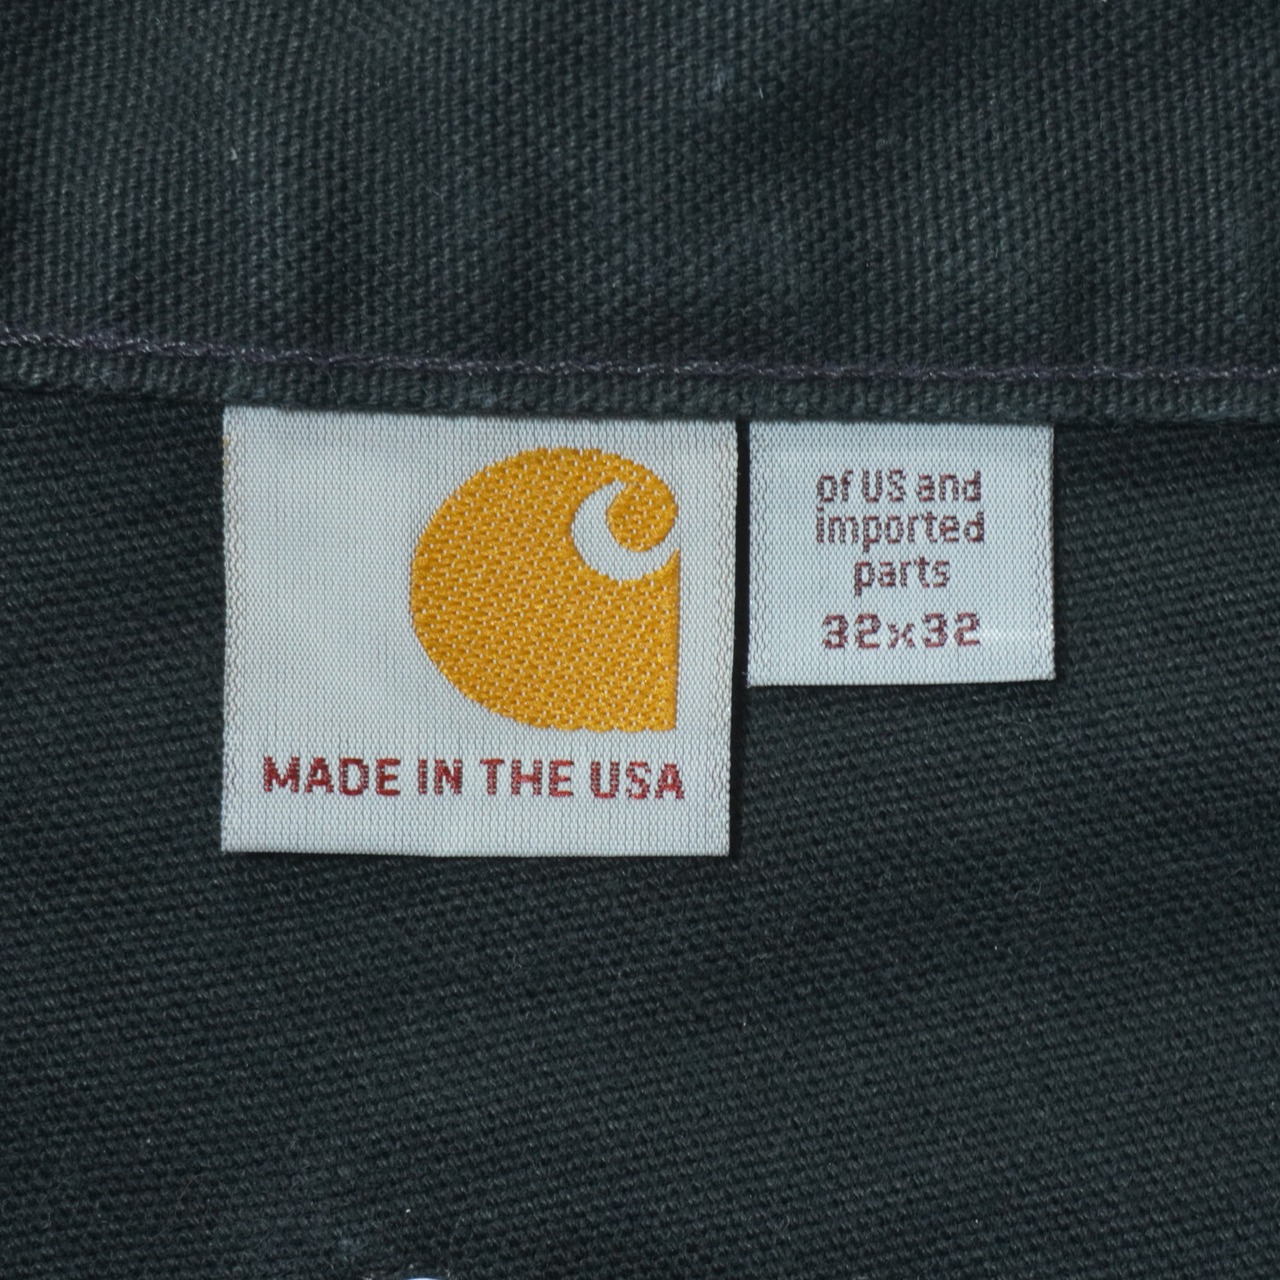 MADE IN THE USA
of US and
imported
parts
32x32